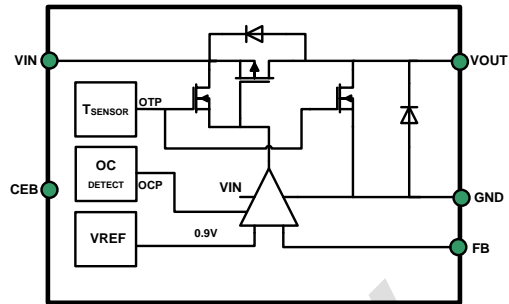 VIN
VOUT
TSENSOR
OTP
OC
DETECT
OCP
CEB
VIN
GND
VREF
0.9V
FB